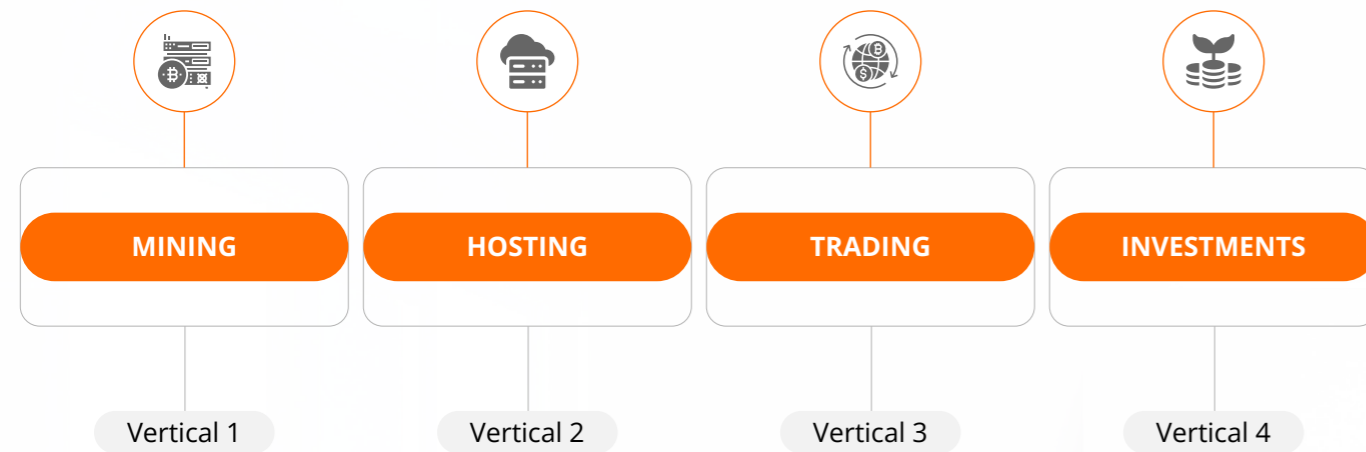 MINING
HOSTING
TRADING
INVESTMENTS
Vertical 1
Vertical 2
Vertical 3
Vertical 4